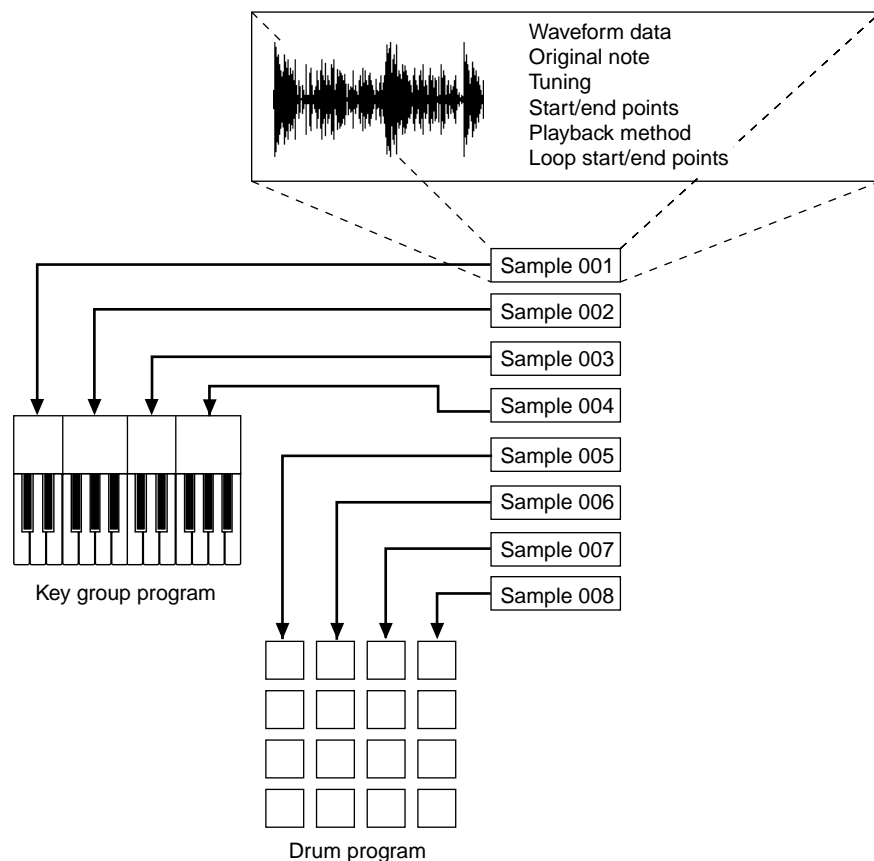 Waveform data
Original note
Tuning
Start/end points
Playback method
Loop start/end points
Sample 001
Sample 002
Sample 003
Sample 004
Sample 005
Sample 006
Sample 007
Sample 008
Key group program
Drum program